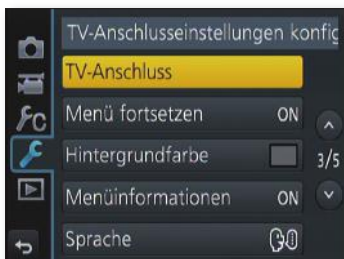 TV-Anschlusseinstellungen konfig
TV-Anschluss
Menü fortsetzen ON
Hintergrundfarbe
3/5
Menüinformationen ON
Sprache